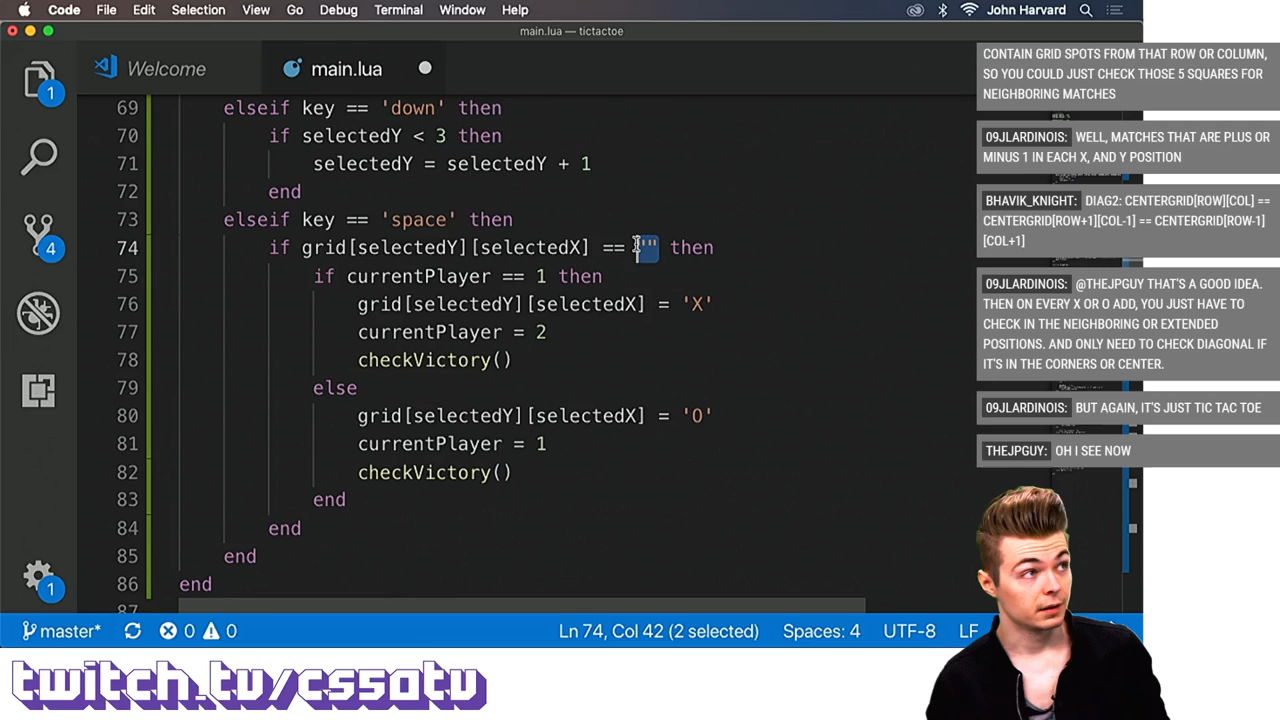 Code File Edit Selection View Go Debug Terminal Window Help John Harvard
main.lua — tictactoe
Welcome main.lua
69 elseif key == 'down' then
70 if selectedY < 3 then
71 selectedY = selectedY + 1
72 end
73 elseif key == 'space' then
74 if grid[selectedY][selectedX] == '' then
75 if currentPlayer == 1 then
76 grid[selectedY][selectedX] = 'X'
77 currentPlayer = 2
78 checkVictory()
79 else
80 grid[selectedY][selectedX] = 'O'
81 currentPlayer = 1
82 checkVictory()
83 end
84 end
85 end
86 end
87
1
4
1
master* 0 0 Ln 74, Col 42 (2 selected) Spaces: 4 UTF-8 LF
CONTAIN GRID SPOTS FROM THAT ROW OR COLUMN,
SO YOU COULD JUST CHECK THOSE 5 SQUARES FOR
NEIGHBORING MATCHES
09JLARDINOIS: WELL, MATCHES THAT ARE PLUS OR
MINUS 1 IN EACH X, AND Y POSITION
BHAVIK_KNIGHT: DIAG2: CENTERGRID[ROW][COL] ==
CENTERGRID[ROW+1][COL-1] == CENTERGRID[ROW-1]
[COL+1]
09JLARDINOIS: @THEJPGUY THAT'S A GOOD IDEA.
THEN ON EVERY X OR O ADD, YOU JUST HAVE TO
CHECK IN THE NEIGHBORING OR EXTENDED
POSITIONS. AND ONLY NEED TO CHECK DIAGONAL IF
IT'S IN THE CORNERS OR CENTER.
09JLARDINOIS: BUT AGAIN, IT'S JUST TIC TAC TOE
THEJPGUY: OH I SEE NOW
twitch.tv/cs50tv